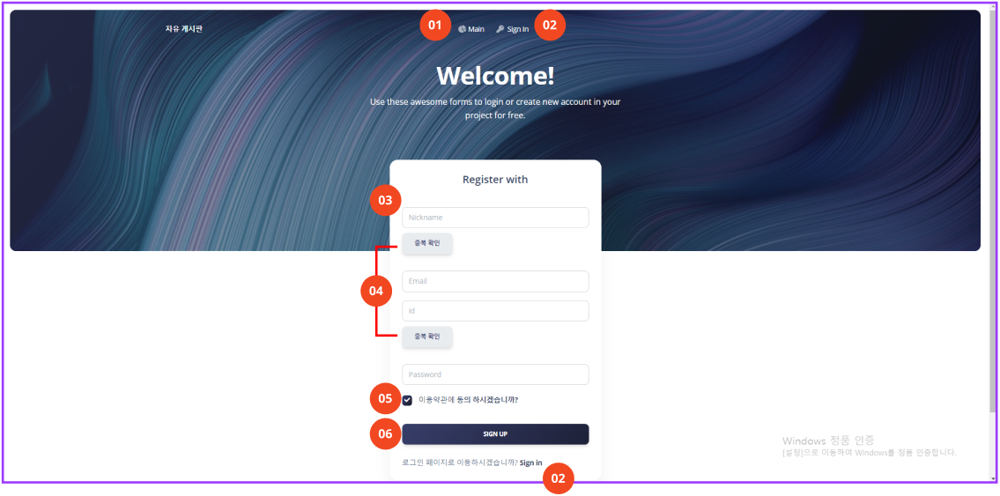 자유 게시판
01
Main
Sign In
02
Welcome!
Use these awesome forms to login or create new account in your
project for free.
Register with
03
Nickname
중복 확인
04
Email
id
중복 확인
Password
05
이용약관에 동의 하시겠습니까?
06
SIGN UP
로그인 페이지로 이동하시겠습니까? Sign in
02
Windows 정품 인증
[설정]으로 이동하여 Windows를 정품 인증합니다.